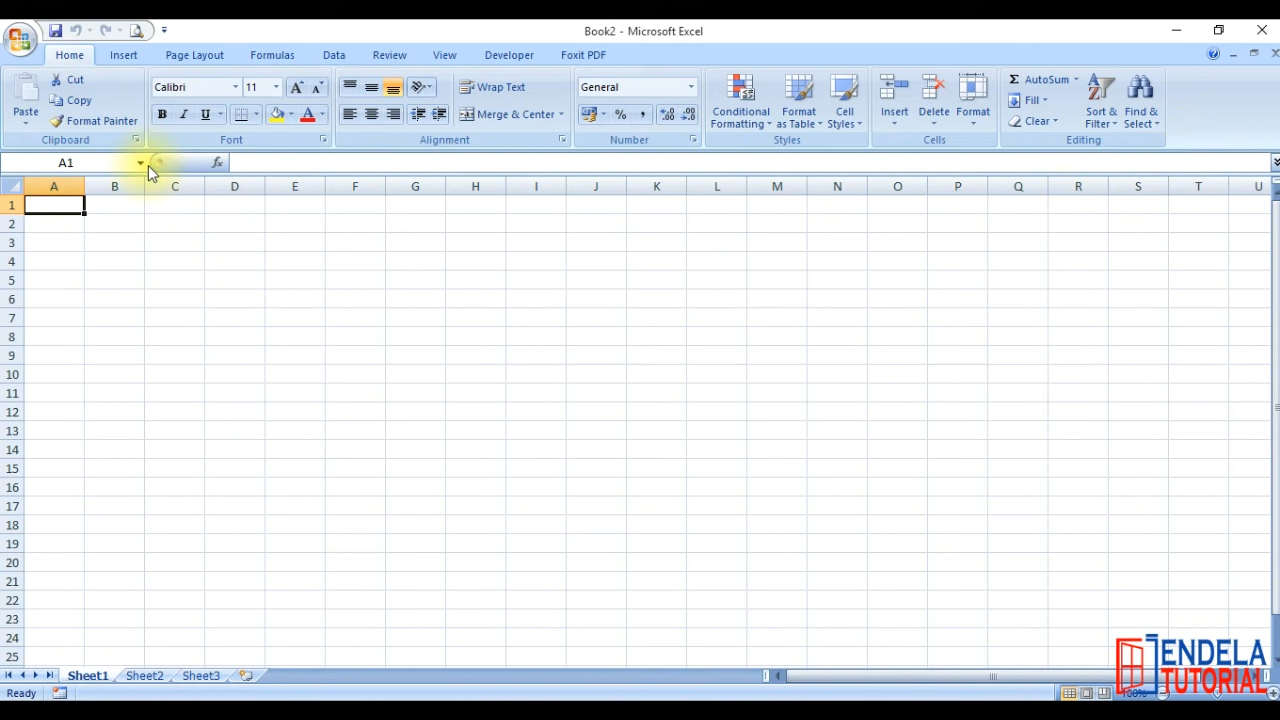 Book2 - Microsoft Excel
Home Insert Page Layout Formulas Data Review View Developer Foxit PDF
Paste
Cut
Copy
Format Painter
Clipboard
Calibri 11
B I U
Font
Wrap Text
Merge & Center
Alignment
General
% ,
Number
Conditional Formatting
Format as Table
Cell Styles
Styles
Insert
Delete
Format
Cells
Σ AutoSum
Fill
Clear
Sort & Filter
Find & Select
Editing
A1 fx
A B C D E F G H I J K L M N O P Q R S T U
1
2
3
4
5
6
7
8
9
10
11
12
13
14
15
16
17
18
19
20
21
22
23
24
25
Sheet1 Sheet2 Sheet3
Ready 100%
ENDELA
TUTORIAL